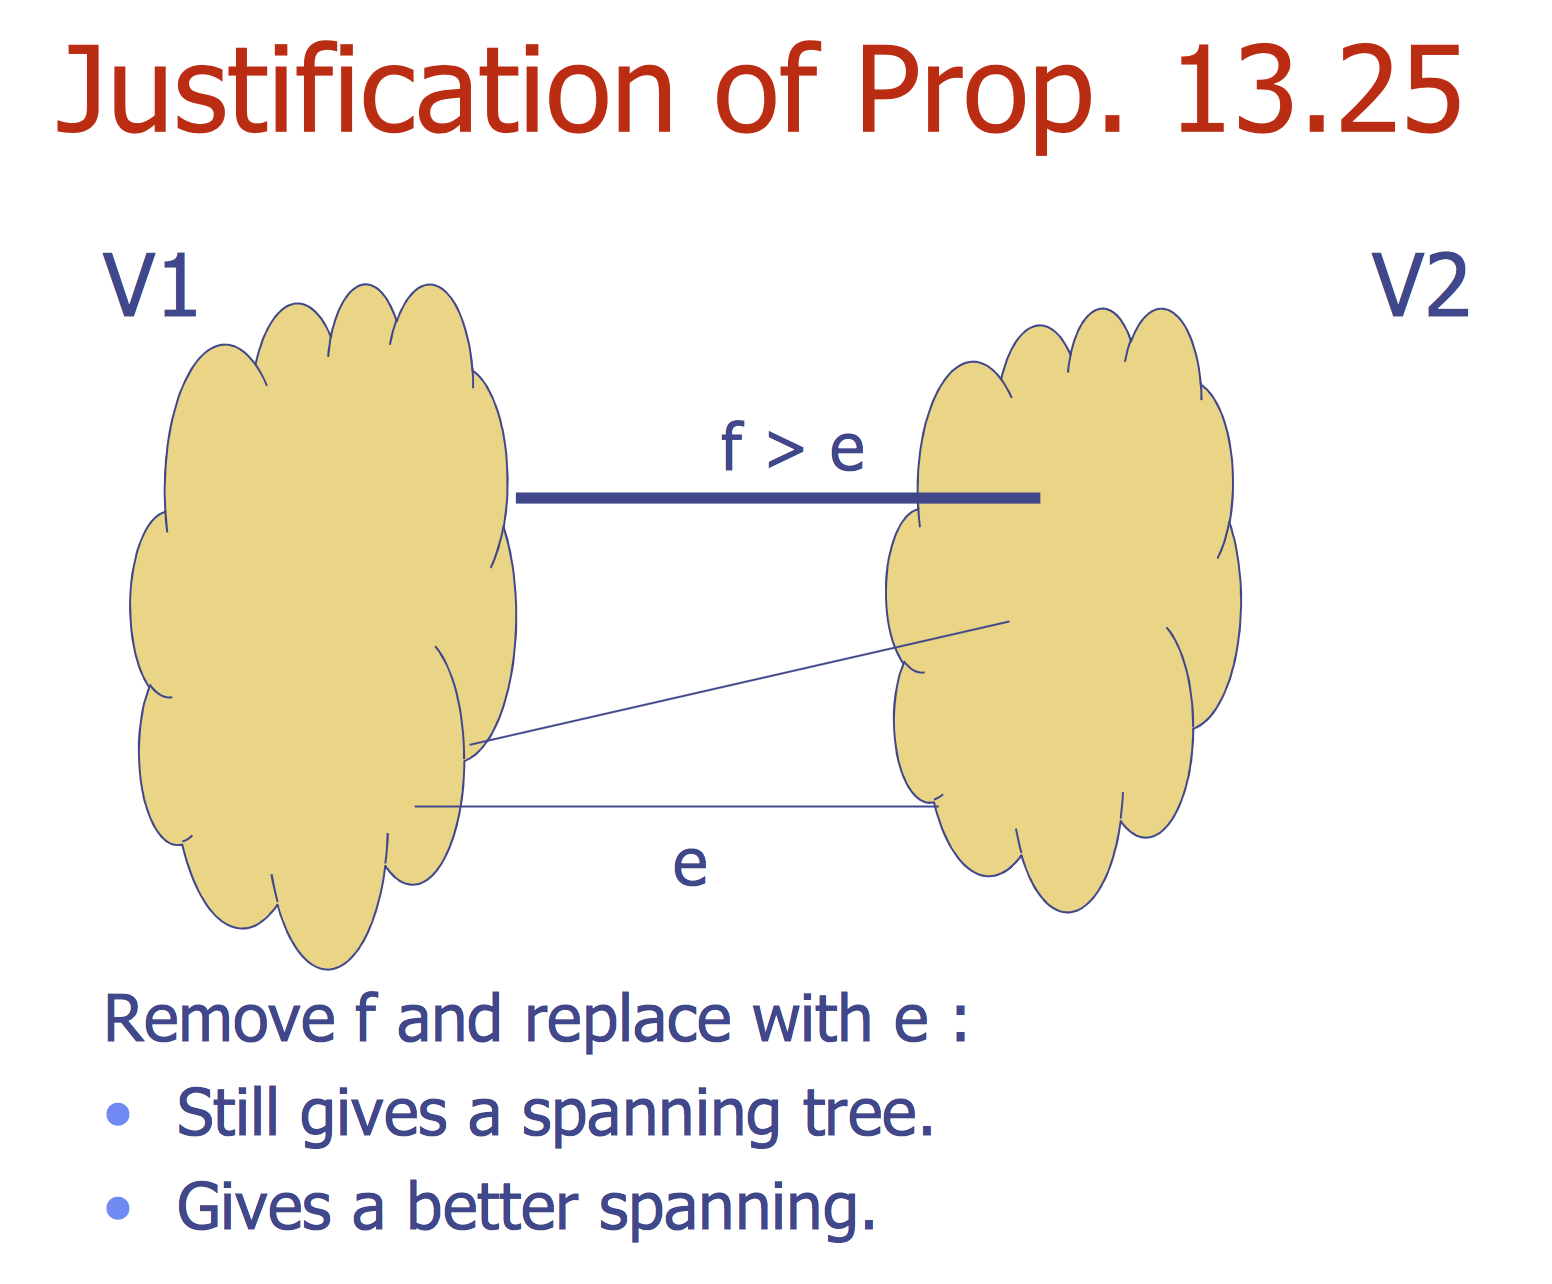 Justification of Prop. 13.25
V1
V2
f > e
e
Remove f and replace with e :
• Still gives a spanning tree.
• Gives a better spanning.